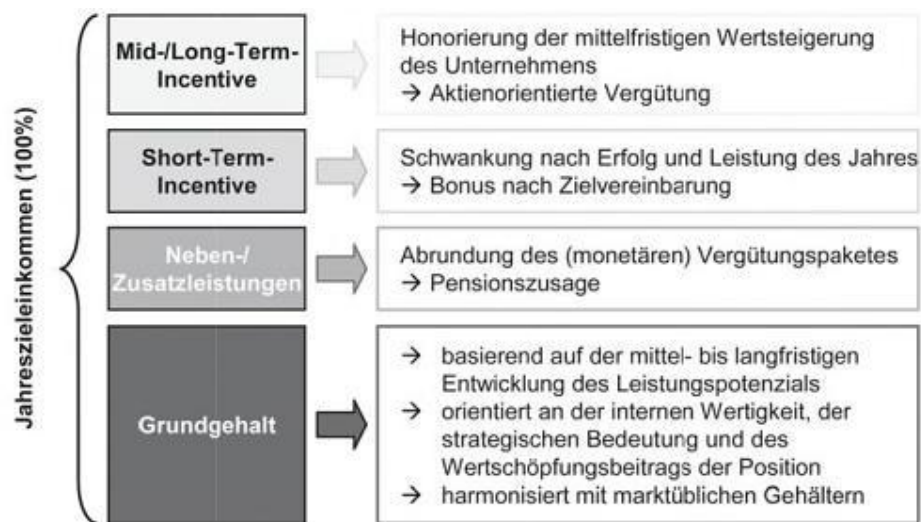 Jahreszieleinkommen (100%)
Mid-/Long-Term-
Incentive
Honorierung der mittelfristigen Wertsteigerung
des Unternehmens
→ Aktienorientierte Vergütung
Short-Term-
Incentive
Schwankung nach Erfolg und Leistung des Jahres
→ Bonus nach Zielvereinbarung
Neben-/
Zusatzleistungen
Abrundung des (monetären) Vergütungspaketes
→ Pensionszusage
Grundgehalt
→ basierend auf der mittel- bis langfristigen
Entwicklung des Leistungspotenzials
→ orientiert an der internen Wertigkeit, der
strategischen Bedeutung und des
Wertschöpfungsbeitrags der Position
→ harmonisiert mit marktüblichen Gehältern